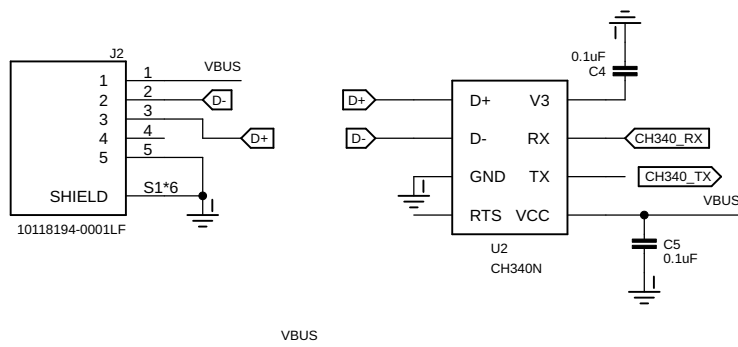 J2
VBUS
1 1
2 2
D-
3 3
D+
4 4
5 5
SHIELD S1*6
10118194-0001LF
0.1uF
C4
D+
D+ V3
D-
D- RX
CH340_RX
GND TX
CH340_TX
RTS VCC
VBUS
U2
CH340N
C5
0.1uF
VBUS